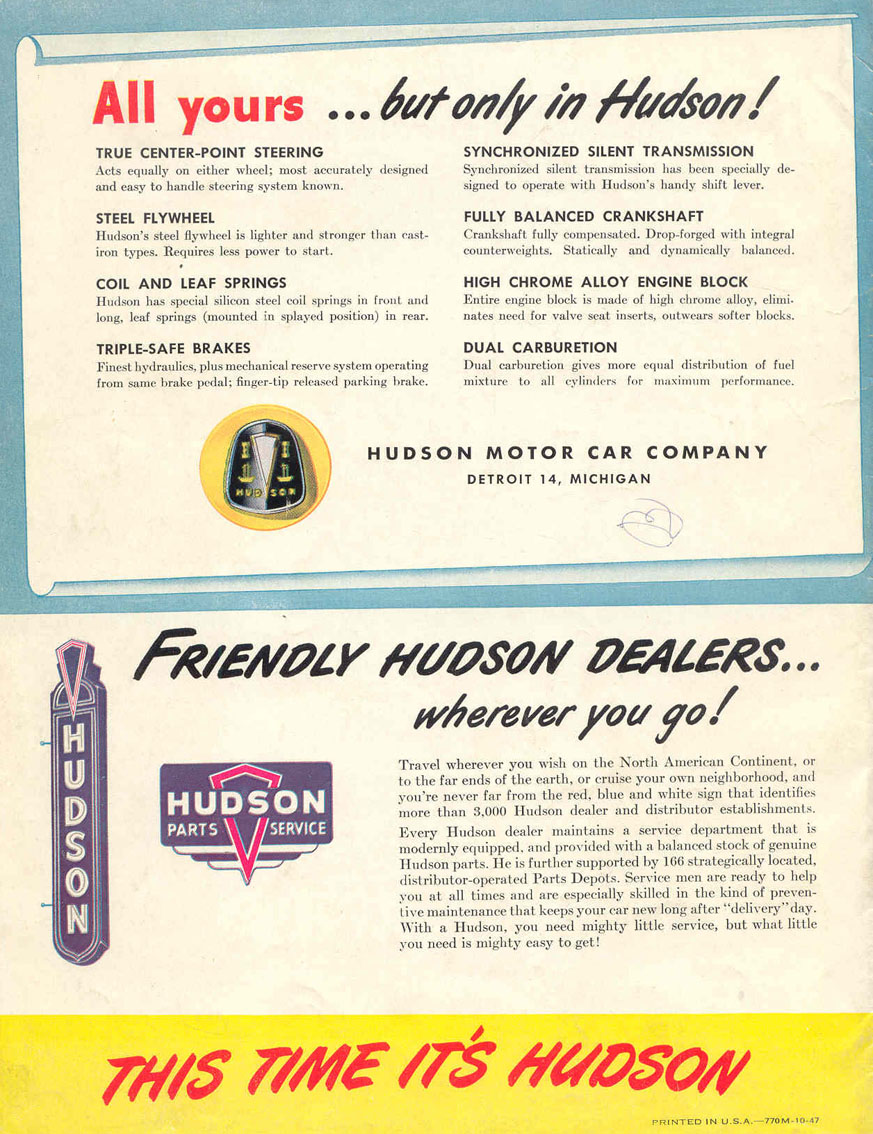 All yours ... but only in Hudson!
TRUE CENTER-POINT STEERING
Acts equally on either wheel; most accurately designed
and easy to handle steering system known.
STEEL FLYWHEEL
Hudson's steel flywheel is lighter and stronger than cast-
iron types. Requires less power to start.
COIL AND LEAF SPRINGS
Hudson has special silicon steel coil springs in front and
long, leaf springs (mounted in splayed position) in rear.
TRIPLE-SAFE BRAKES
Finest hydraulics, plus mechanical reserve system operating
from same brake pedal; finger-tip released parking brake.
SYNCHRONIZED SILENT TRANSMISSION
Synchronized silent transmission has been specially de-
signed to operate with Hudson's handy shift lever.
FULLY BALANCED CRANKSHAFT
Crankshaft fully compensated. Drop-forged with integral
counterweights. Statically and dynamically balanced.
HIGH CHROME ALLOY ENGINE BLOCK
Entire engine block is made of high chrome alloy, elimi-
nates need for valve seat inserts, outwears softer blocks.
DUAL CARBURETION
Dual carburetion gives more equal distribution of fuel
mixture to all cylinders for maximum performance.
HUDSON
HUDSON MOTOR CAR COMPANY
DETROIT 14, MICHIGAN
FRIENDLY HUDSON DEALERS...
wherever you go!
HUDSON
HUDSON
PARTS SERVICE
Travel wherever you wish on the North American Continent, or
to the far ends of the earth, or cruise your own neighborhood, and
you're never far from the red, blue and white sign that identifies
more than 3,000 Hudson dealer and distributor establishments.
Every Hudson dealer maintains a service department that is
modernly equipped, and provided with a balanced stock of genuine
Hudson parts. He is further supported by 166 strategically located,
distributor-operated Parts Depots. Service men are ready to help
you at all times and are especially skilled in the kind of preven-
tive maintenance that keeps your car new long after "delivery" day.
With a Hudson, you need mighty little service, but what little
you need is mighty easy to get!
THIS TIME IT'S HUDSON
PRINTED IN U.S.A.—770M-10-47